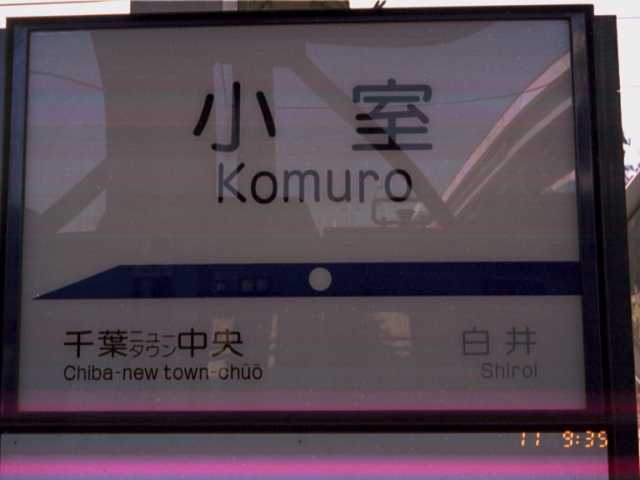 小室
Komuro
千葉ニュータウン中央
Chiba-new town-chūō
白井
Shiroi
11 9:35